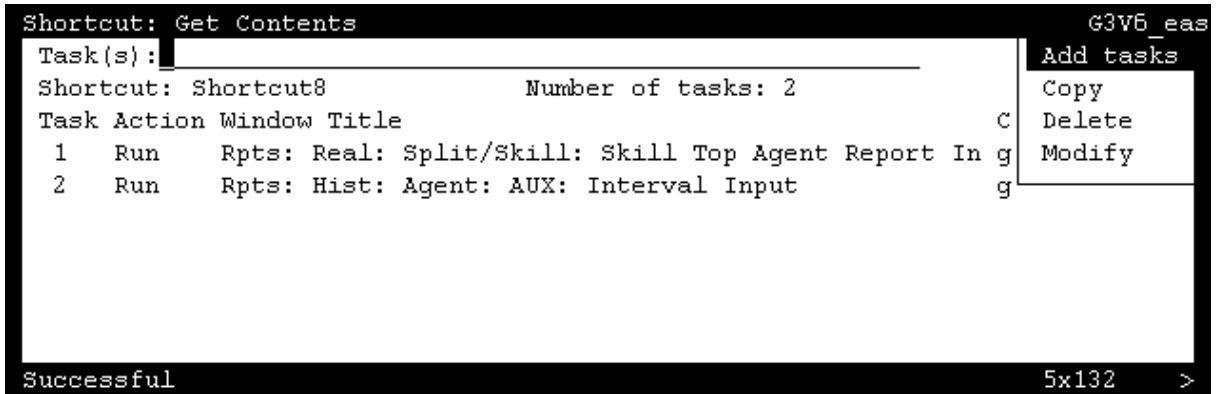 Shortcut: Get Contents G3V6_eas
Task(s): Add tasks
Shortcut: Shortcut8 Number of tasks: 2 Copy
Task Action Window Title C Delete
1 Run Rpts: Real: Split/Skill: Skill Top Agent Report In g Modify
2 Run Rpts: Hist: Agent: AUX: Interval Input g
Successful 5x132 >